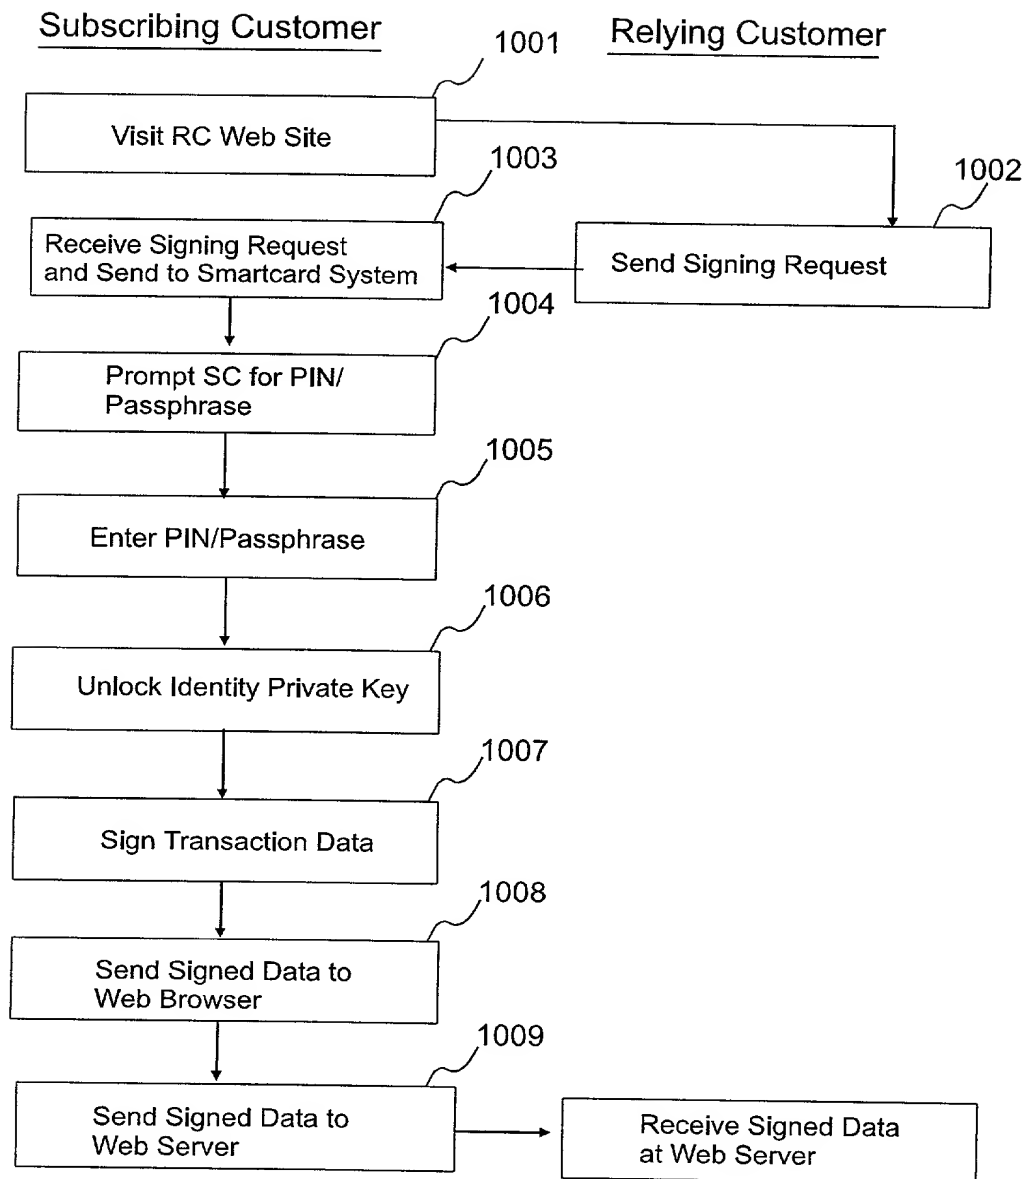 Subscribing Customer
Relying Customer
1001
Visit RC Web Site
1003
1002
Receive Signing Request
and Send to Smartcard System
Send Signing Request
1004
Prompt SC for PIN/
Passphrase
1005
Enter PIN/Passphrase
1006
Unlock Identity Private Key
1007
Sign Transaction Data
1008
Send Signed Data to
Web Browser
1009
Send Signed Data to
Web Server
Receive Signed Data
at Web Server